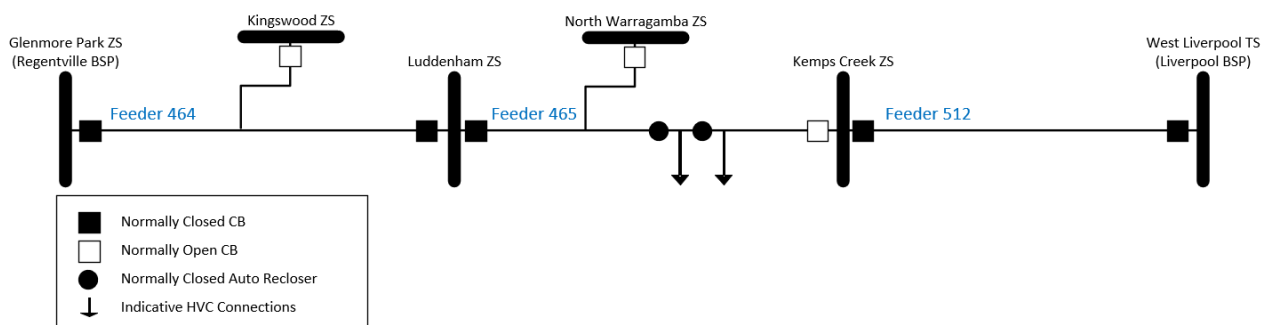 Kingswood ZS
North Warragamba ZS
Glenmore Park ZS
(Regentville BSP)
Luddenham ZS
Kemps Creek ZS
West Liverpool TS
(Liverpool BSP)
Feeder 464
Feeder 465
Feeder 512
Normally Closed CB
Normally Open CB
Normally Closed Auto Recloser
Indicative HVC Connections